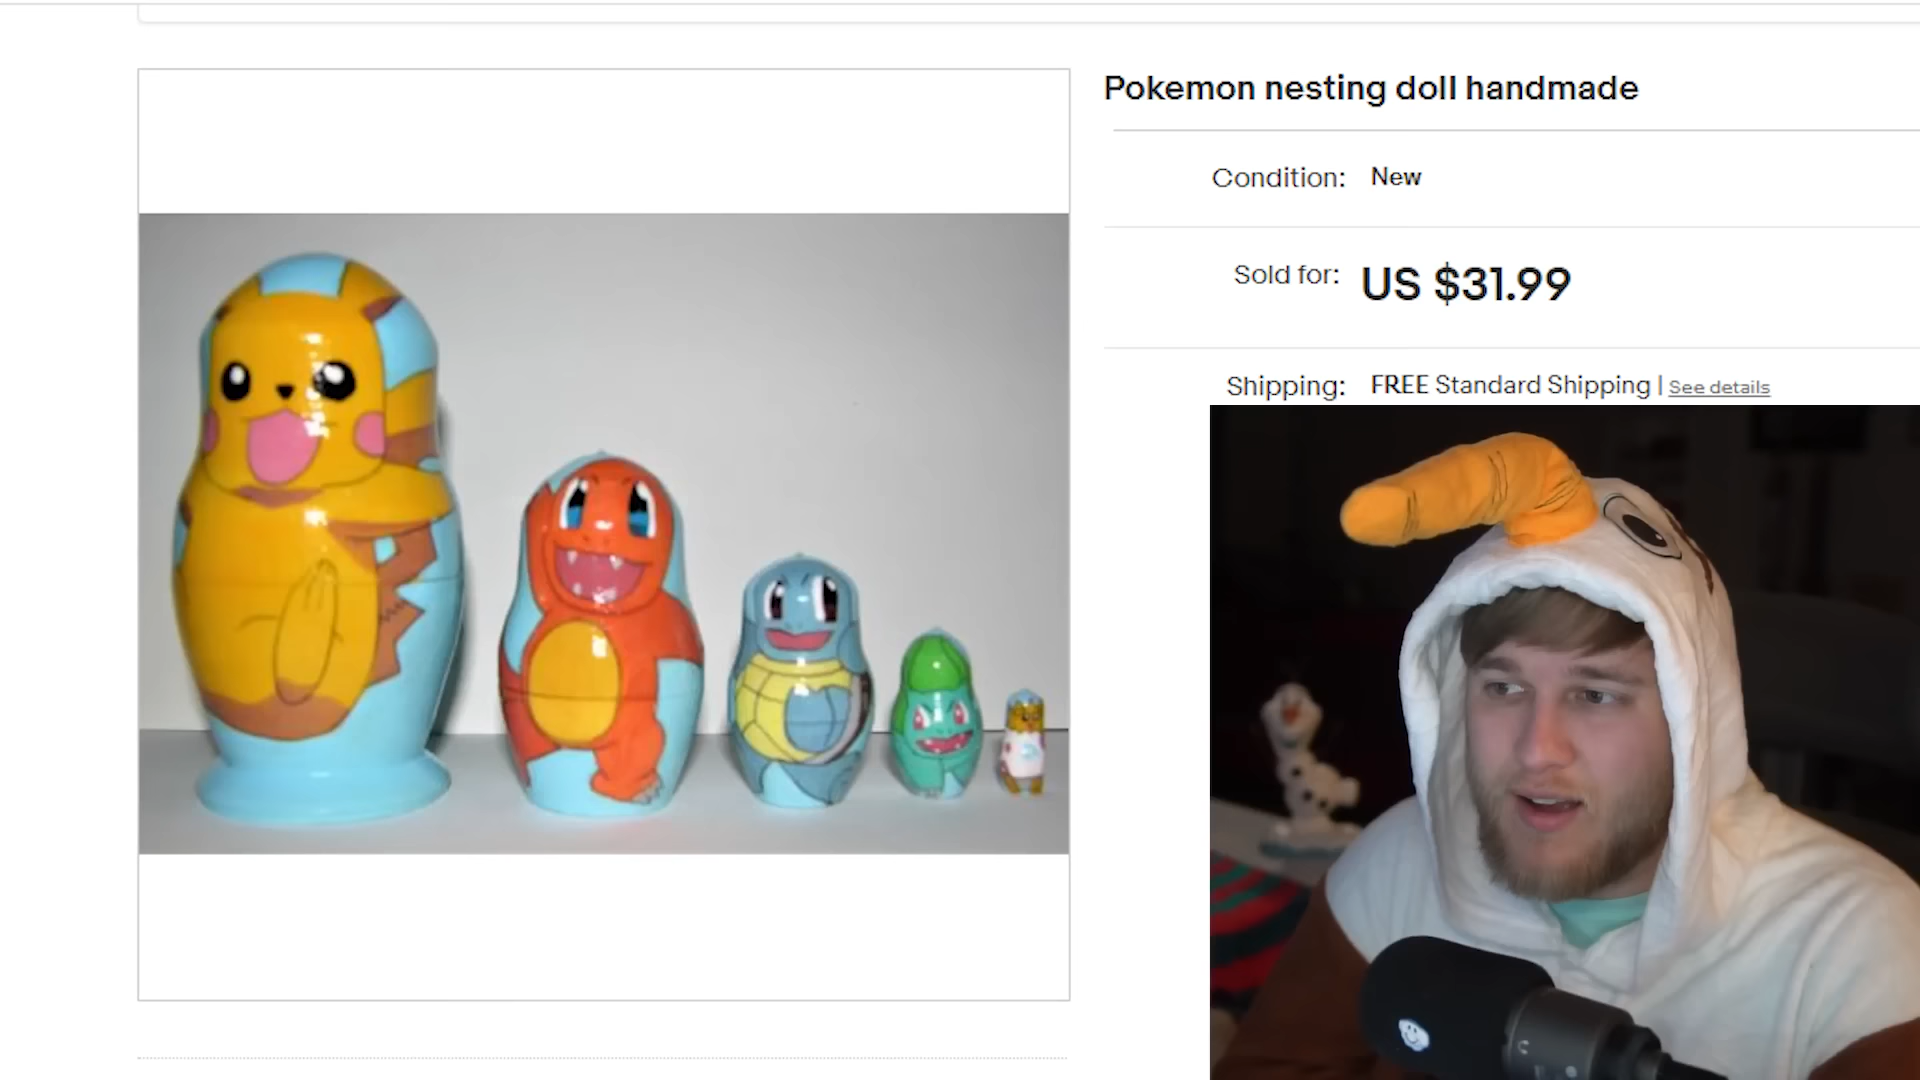 Pokemon nesting doll handmade
Condition: New
Sold for: US $31.99
Shipping: FREE Standard Shipping | See details